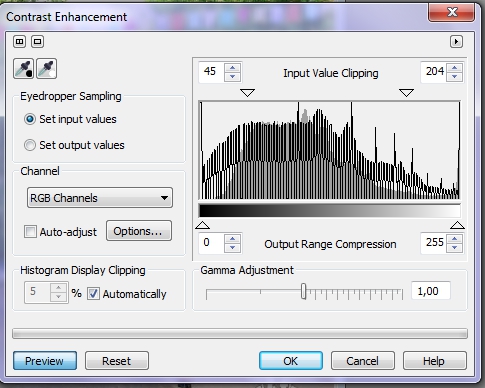 Contrast Enhancement
45 Input Value Clipping 204
Eyedropper Sampling
Set input values
Set output values
Channel
RGB Channels
Auto-adjust Options...
0 Output Range Compression 255
Histogram Display Clipping
5 % Automatically
Gamma Adjustment
1,00
Preview Reset OK Cancel Help